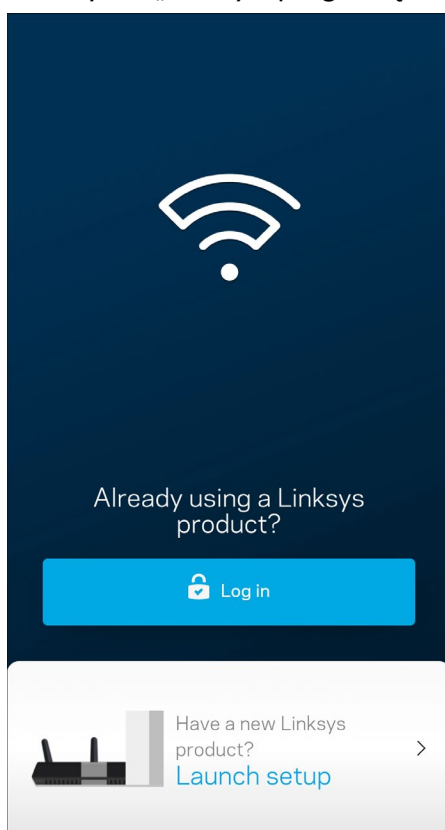 Already using a Linksys
product?
Log in
Have a new Linksys
product?
Launch setup